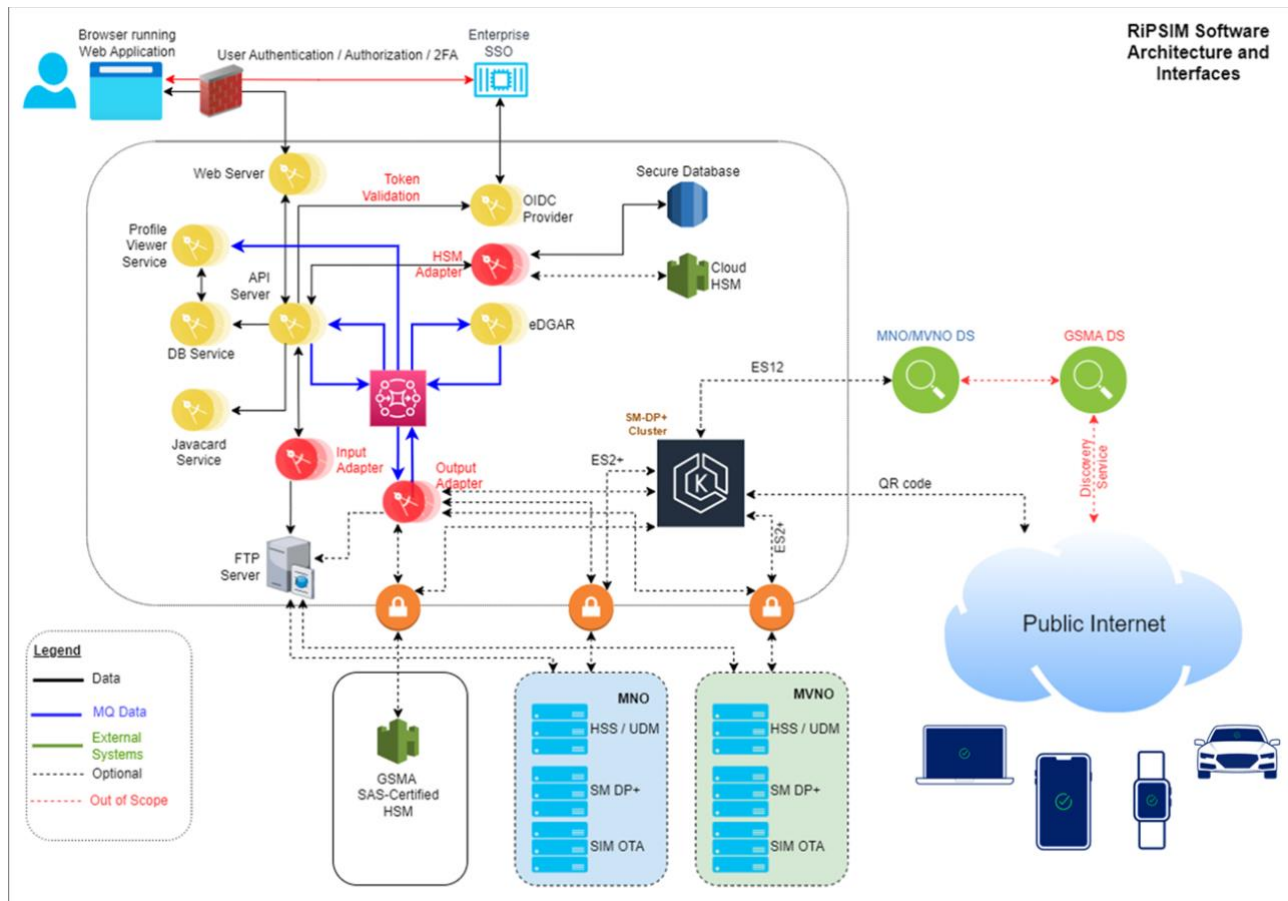 Browser running
Web Application
User Authentication / Authorization / 2FA
Enterprise
SSO
RiPSIM Software
Architecture and
Interfaces
Web Server
Token
Validation
OIDC
Provider
Secure Database
Profile
Viewer
Service
HSM
Adapter
Cloud
HSM
API
Server
DB Service
eDGAR
MNO/MVNO DS
GSMA DS
ES12
Javacard
Service
Input
Adapter
Output
Adapter
SM-DP+
Cluster
K
ES2+
ES2+
QR code
Discovery
Service
FTP
Server
Public Internet
Legend
Data
MQ Data
External
Systems
Optional
Out of Scope
GSMA
SAS-Certified
HSM
MNO
HSS / UDM
SM DP+
SIM OTA
MVNO
HSS / UDM
SM DP+
SIM OTA